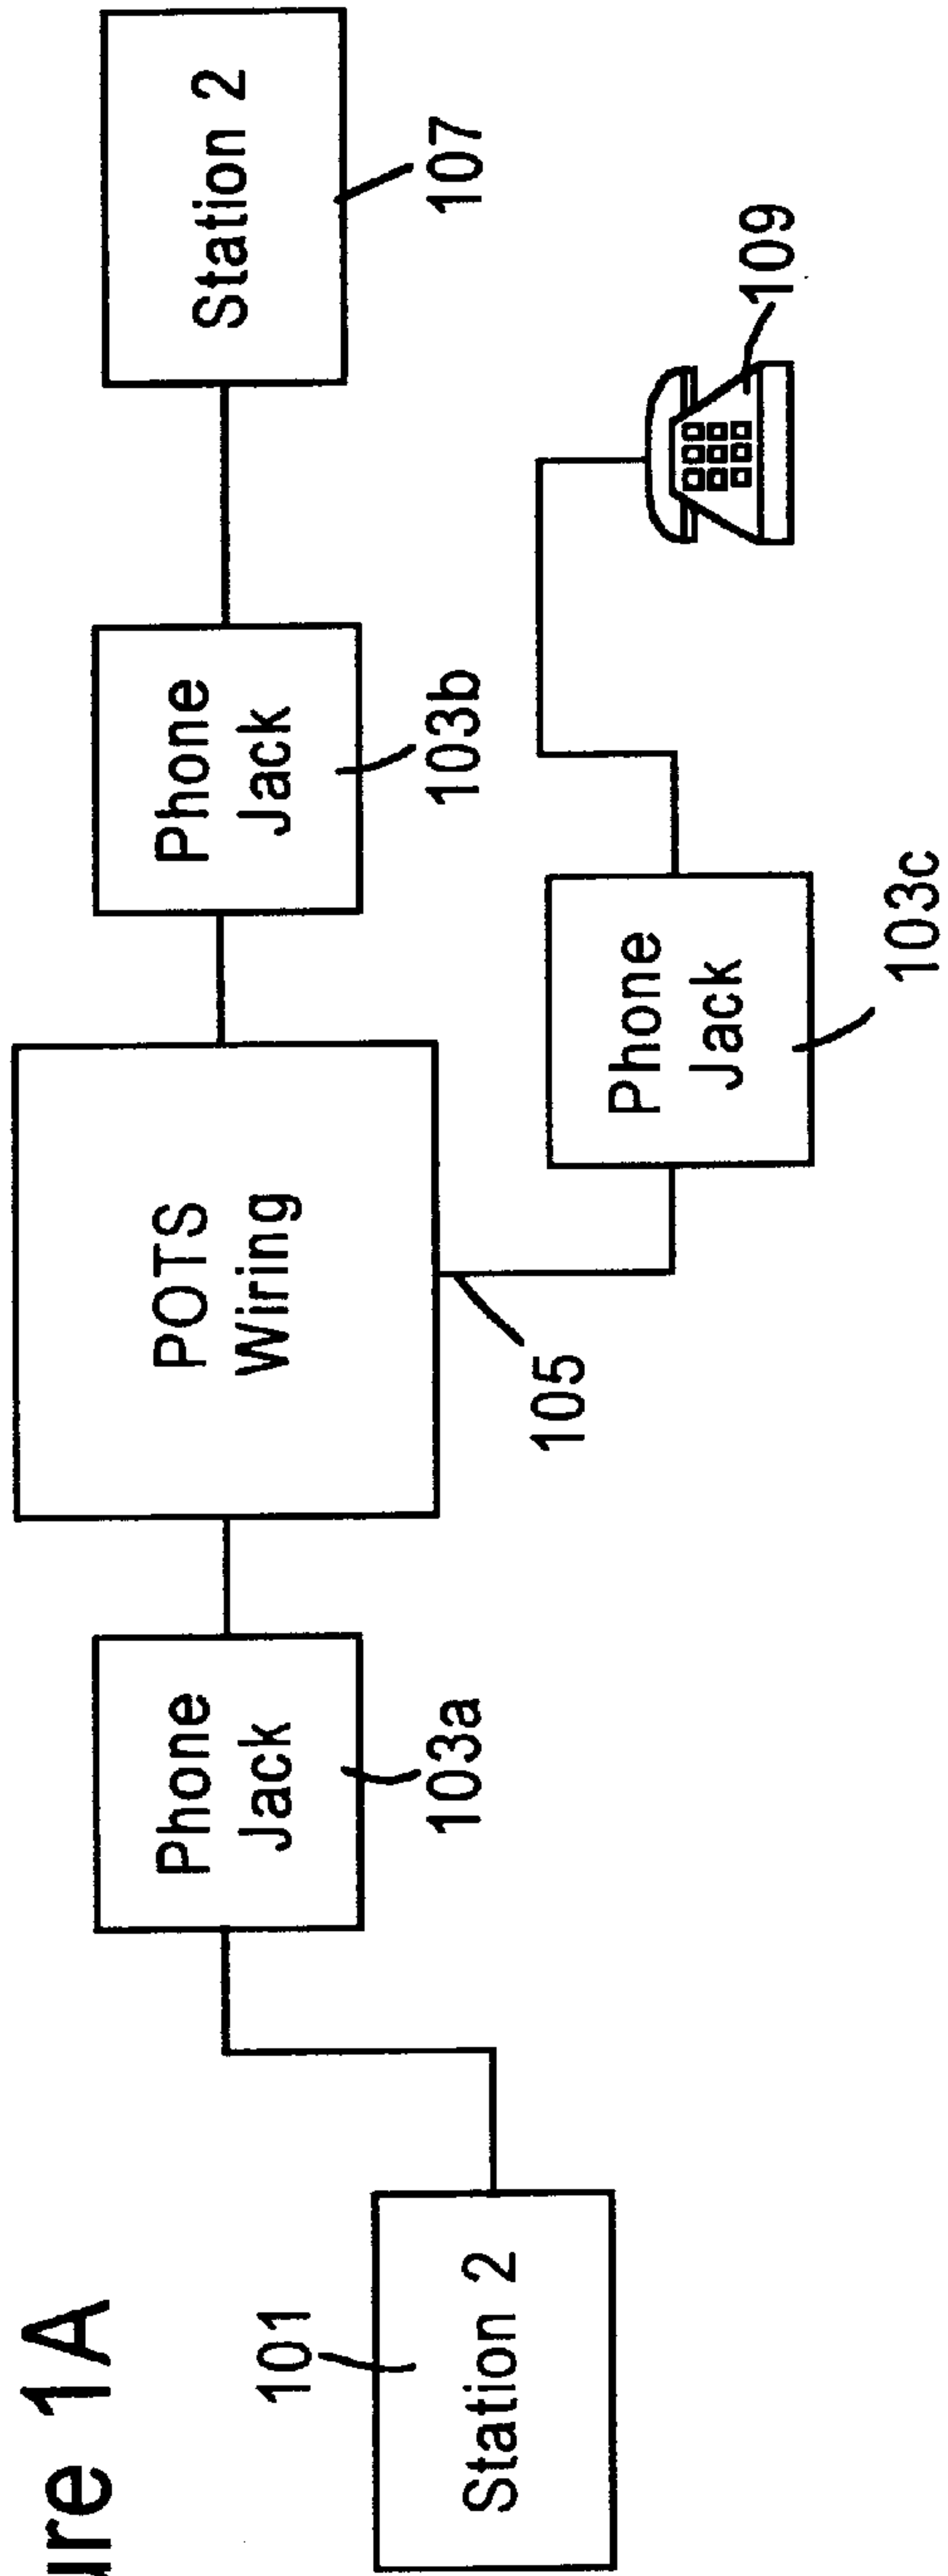 ure 1A
101
Station 2
Phone
Jack
103a
POTS
Wiring
105
Phone
Jack
103b
Station 2
107
Phone
Jack
103c
109